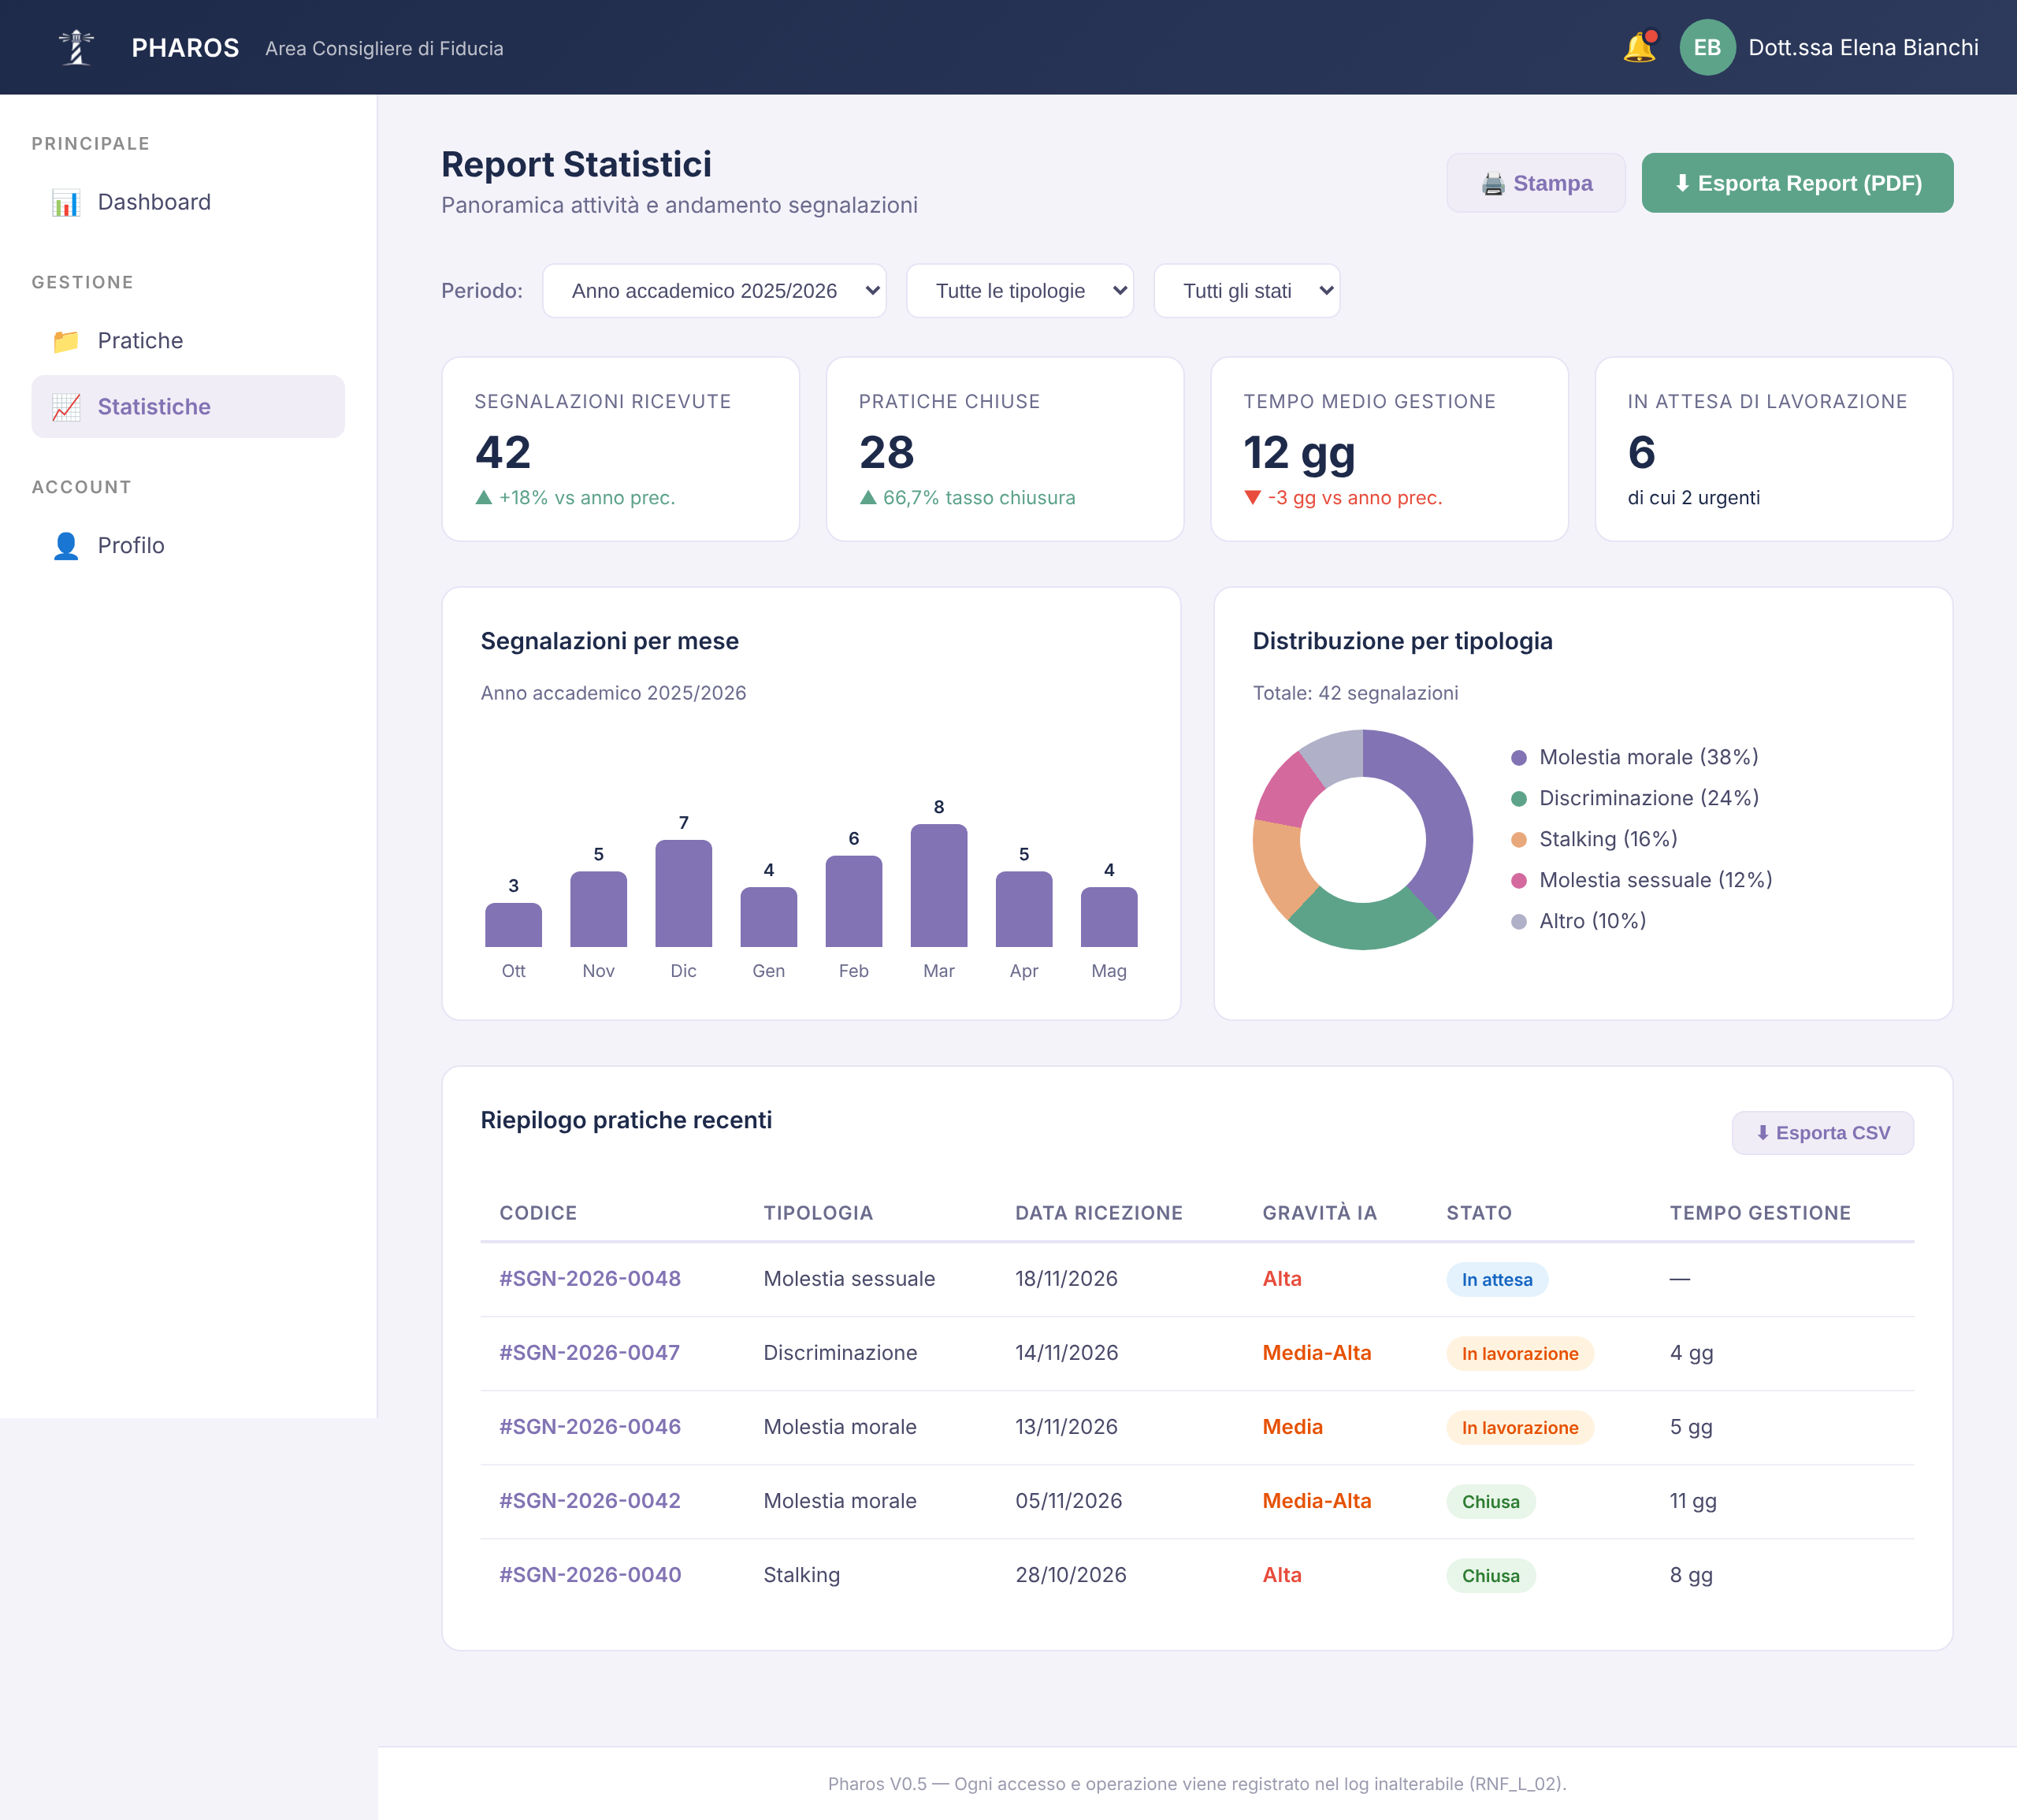 PHAROS Area Consigliere di Fiducia
EB Dott.ssa Elena Bianchi
PRINCIPALE
Dashboard
GESTIONE
Pratiche
Statistiche
ACCOUNT
Profilo
Report Statistici
Panoramica attività e andamento segnalazioni
Stampa
⬇ Esporta Report (PDF)
Periodo: Anno accademico 2025/2026 Tutte le tipologie Tutti gli stati
SEGNALAZIONI RICEVUTE
42
▲ +18% vs anno prec.
PRATICHE CHIUSE
28
▲ 66,7% tasso chiusura
TEMPO MEDIO GESTIONE
12 gg
▼ -3 gg vs anno prec.
IN ATTESA DI LAVORAZIONE
6
di cui 2 urgenti
Segnalazioni per mese
Anno accademico 2025/2026
3 5 7 4 6 8 5 4
Ott Nov Dic Gen Feb Mar Apr Mag
Distribuzione per tipologia
Totale: 42 segnalazioni
Molestia morale (38%)
Discriminazione (24%)
Stalking (16%)
Molestia sessuale (12%)
Altro (10%)
Riepilogo pratiche recenti
⬇ Esporta CSV
CODICE TIPOLOGIA DATA RICEZIONE GRAVITÀ IA STATO TEMPO GESTIONE
#SGN-2026-0048 Molestia sessuale 18/11/2026 Alta In attesa —
#SGN-2026-0047 Discriminazione 14/11/2026 Media-Alta In lavorazione 4 gg
#SGN-2026-0046 Molestia morale 13/11/2026 Media In lavorazione 5 gg
#SGN-2026-0042 Molestia morale 05/11/2026 Media-Alta Chiusa 11 gg
#SGN-2026-0040 Stalking 28/10/2026 Alta Chiusa 8 gg
Pharos V0.5 — Ogni accesso e operazione viene registrato nel log inalterabile (RNF_L_02).